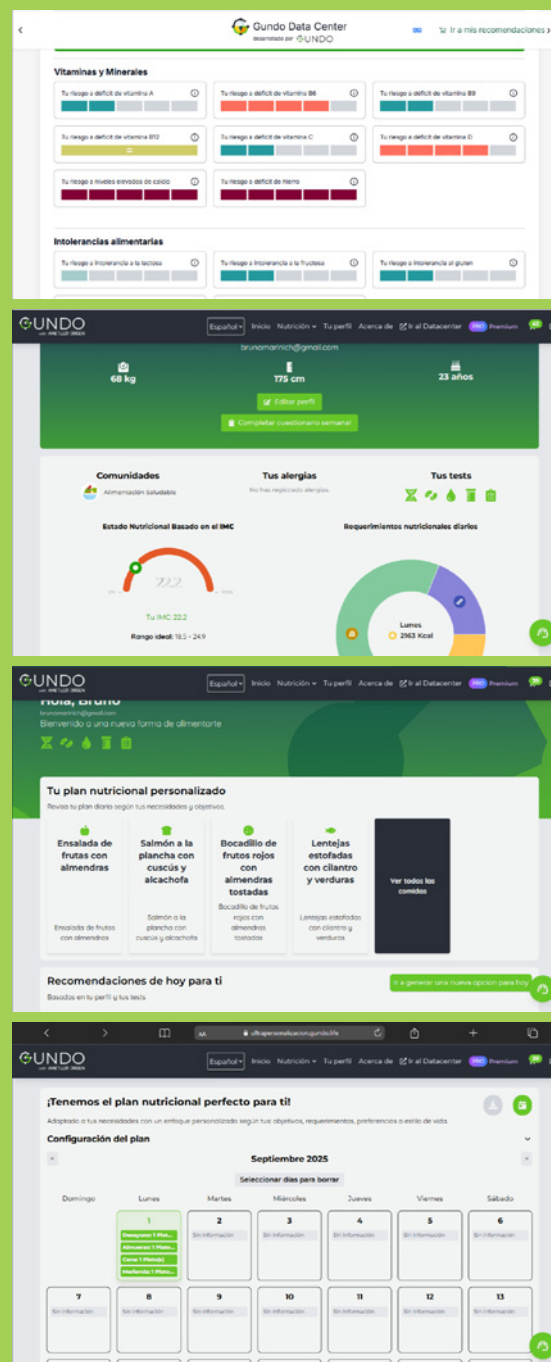 Gundo Data Center
desarrollado por GUNDO
Ir a mis recomendaciones
Vitaminas y Minerales
Tu riesgo a déficit de vitamina A
Tu riesgo a déficit de vitamina B6
Tu riesgo a déficit de vitamina B9
Tu riesgo a déficit de vitamina B12
Tu riesgo a déficit de vitamina C
Tu riesgo a déficit de vitamina D
Tu riesgo a niveles elevados de calcio
Tu riesgo a déficit de hierro
Intolerancias alimentarias
Tu riesgo a intolerancia a la lactosa
Tu riesgo a intolerancia a la fructosa
Tu riesgo a intolerancia al gluten
GUNDO
Español Inicio Nutrición Tu perfil Acerca de Ir al Datacenter PRO Premium
brunomarinich@gmail.com
68 kg
175 cm
23 años
Editar perfil
Completar cuestionario semanal
Comunidades
Tus alergias
Tus tests
Alimentación Saludable
No has registrado alergias.
Estado Nutricional Basado en el IMC
Requerimientos nutricionales diarios
22.2
Tu IMC: 22.2
Rango ideal: 18.5 - 24.9
Lunes
2163 Kcal
GUNDO
Español Inicio Nutrición Tu perfil Acerca de Ir al Datacenter PRO Premium
Hola, Bruno
brunomarinich@gmail.com
Bienvenido a una nueva forma de alimentarte
Tu plan nutricional personalizado
Revisa tu plan diario según tus necesidades y objetivos.
Ensalada de frutas con almendras
Salmón a la plancha con cuscús y alcachofa
Bocadillo de frutos rojos con almendras tostadas
Lentejas estofadas con cilantro y verduras
Ver todas las comidas
Ensalada de frutas con almendras
Salmón a la plancha con cuscús y alcachofa
Bocadillo de frutos rojos con almendras tostadas
Lentejas estofadas con cilantro y verduras
Recomendaciones de hoy para ti
Ir a generar una nueva opcion para hoy
Basadas en tu perfil y tus tests
AA
ultrapersonalizacion.gundo.life
GUNDO
Español Inicio Nutrición Tu perfil Acerca de Ir al Datacenter PRO Premium
¡Tenemos el plan nutricional perfecto para ti!
Adaptado a tus necesidades con un enfoque personalizado según tus objetivos, requerimientos, preferencias o estilo de vida.
Configuración del plan
Septiembre 2025
Seleccionar días para borrar
Domingo Lunes Martes Miércoles Jueves Viernes Sábado
1 2 3 4 5 6
Desayuno: 1 Plat...
Almuerzo: 1 Plato...
Cena: 1 Plato(s)
Merienda: 1 Plato...
Sin información Sin información Sin información Sin información Sin información
7 8 9 10 11 12 13
Sin información Sin información Sin información Sin información Sin información Sin información Sin información